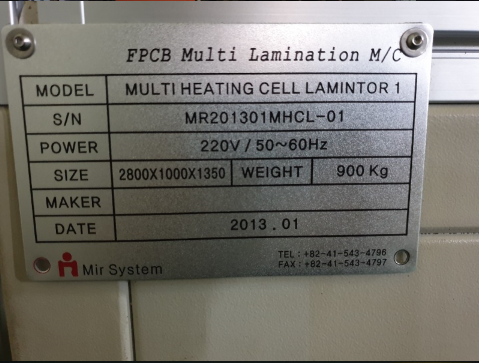 FPCB Multi Lamination M/C
MODEL MULTI HEATING CELL LAMINTOR 1
S/N MR201301MHCL-01
POWER 220V / 50~60Hz
SIZE 2800X1000X1350 WEIGHT 900 Kg
MAKER
DATE 2013 . 01
Mir System
TEL : +82-41-543-4796
FAX : +82-41-543-4797